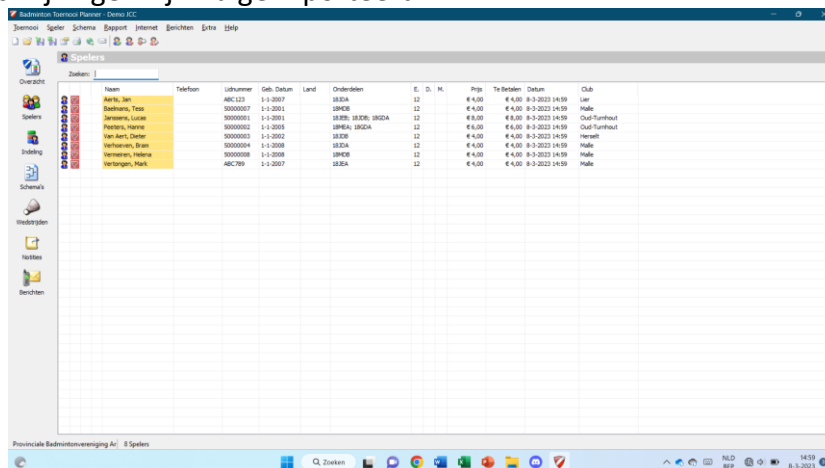 Badminton Toernooi Planner - Demo JCC
Toernooi Speler Schema Rapport Internet Berichten Extra Help
Spelers
Zoeken:
Overzicht
Spelers
Indeling
Schema's
Wedstrijden
Notities
Berichten
Naam Telefoon Lidnummer Geb. Datum Land Onderdelen E. D. M. Prijs Te Betalen Datum Club
Aerts, Jan ABC123 1-1-2007 18JDA 12 € 4,00 € 4,00 8-3-2023 14:59 Lier
Baelmans, Tess 50000007 1-1-2001 18MDB 12 € 4,00 € 4,00 8-3-2023 14:59 Malle
Janssens, Lucas 50000001 1-1-2001 18JEB; 18JDB; 18GDA 12 € 8,00 € 8,00 8-3-2023 14:59 Oud-Turnhout
Peeters, Hanne 50000002 1-1-2005 18MEA; 18GDA 12 € 6,00 € 6,00 8-3-2023 14:59 Oud-Turnhout
Van Aert, Dieter 50000003 1-1-2002 18JDB 12 € 4,00 € 4,00 8-3-2023 14:59 Herselt
Verhoeven, Bram 50000004 1-1-2008 18JDA 12 € 4,00 € 4,00 8-3-2023 14:59 Malle
Vermeiren, Helena 50000008 1-1-2008 18MDB 12 € 4,00 € 4,00 8-3-2023 14:59 Malle
Vertongen, Mark ABC789 1-1-2007 18JEA 12 € 4,00 € 4,00 8-3-2023 14:59 Malle
Provinciale Badmintonvereniging Ar 8 Spelers
Zoeken
NLD
BEP
14:59
8-3-2023